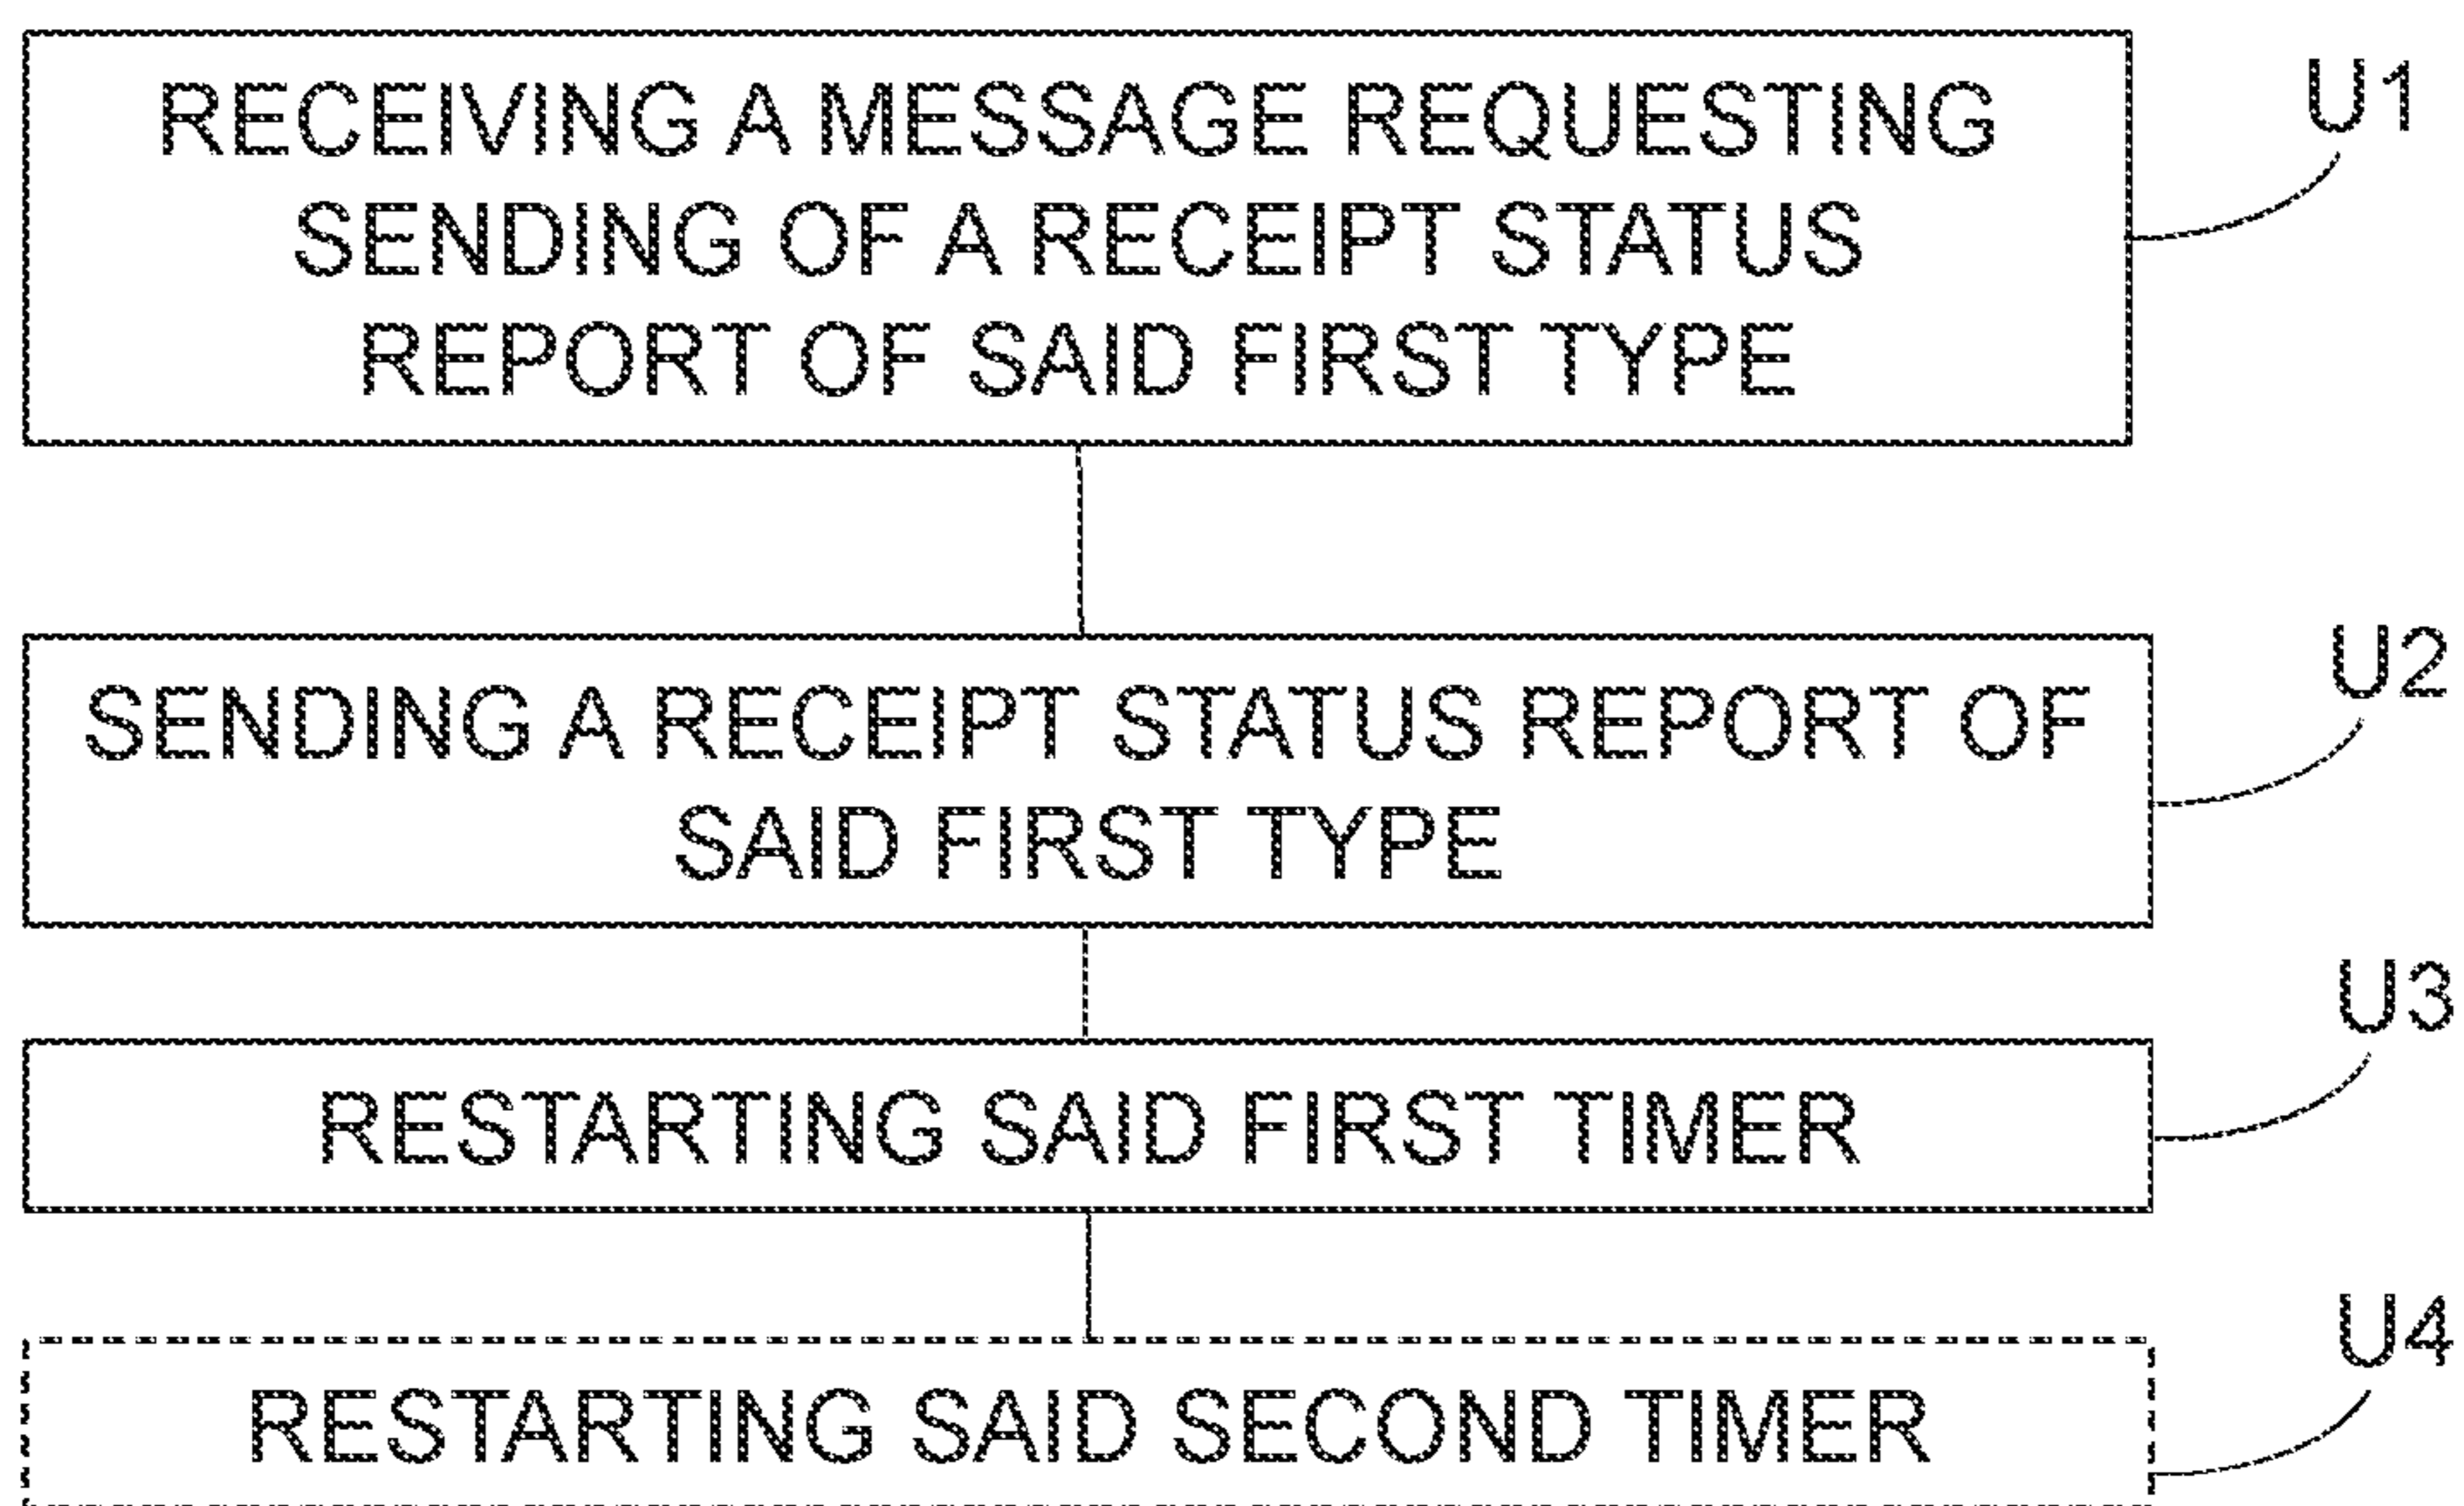 RECEIVING A MESSAGE REQUESTING
SENDING OF A RECEIPT STATUS
REPORT OF SAID FIRST TYPE
U1
SENDING A RECEIPT STATUS REPORT OF
SAID FIRST TYPE
U2
RESTARTING SAID FIRST TIMER
U3
RESTARTING SAID SECOND TIMER
U4